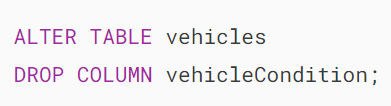 ALTER TABLE vehicles
DROP COLUMN vehicleCondition;